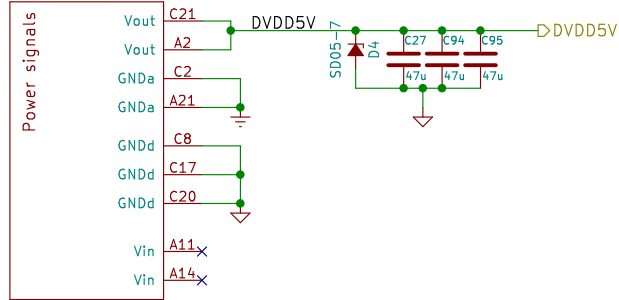 Power signals
Vout C21
Vout A2
GNDa C2
GNDa A21
GNDd C8
GNDd C17
GNDd C20
Vin A11
Vin A14
DVDD5V
SD05-7
D4
C27 C94 C95
47u 47u 47u
DVDD5V